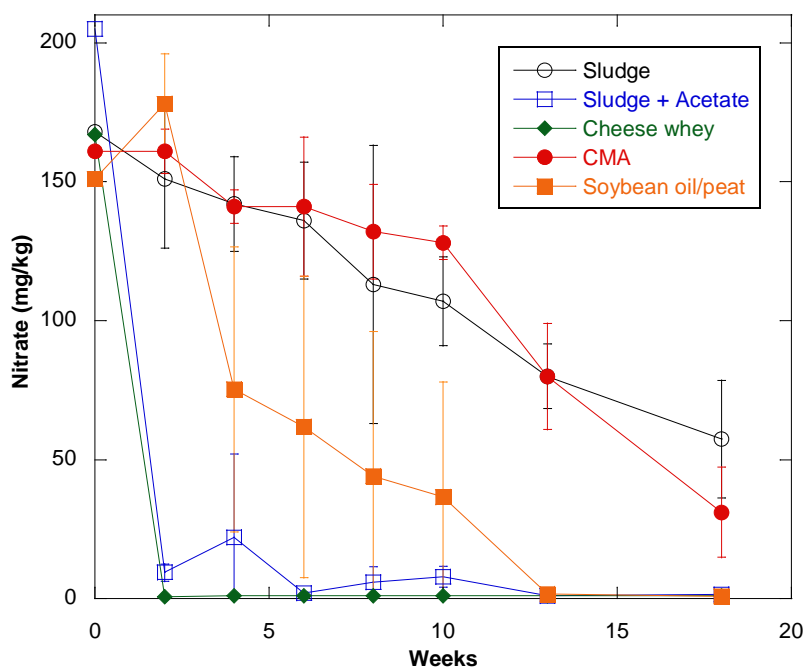 200
150
100
50
0
Nitrate (mg/kg)
Sludge
Sludge + Acetate
Cheese whey
CMA
Soybean oil/peat
0 5 10 15 20
Weeks